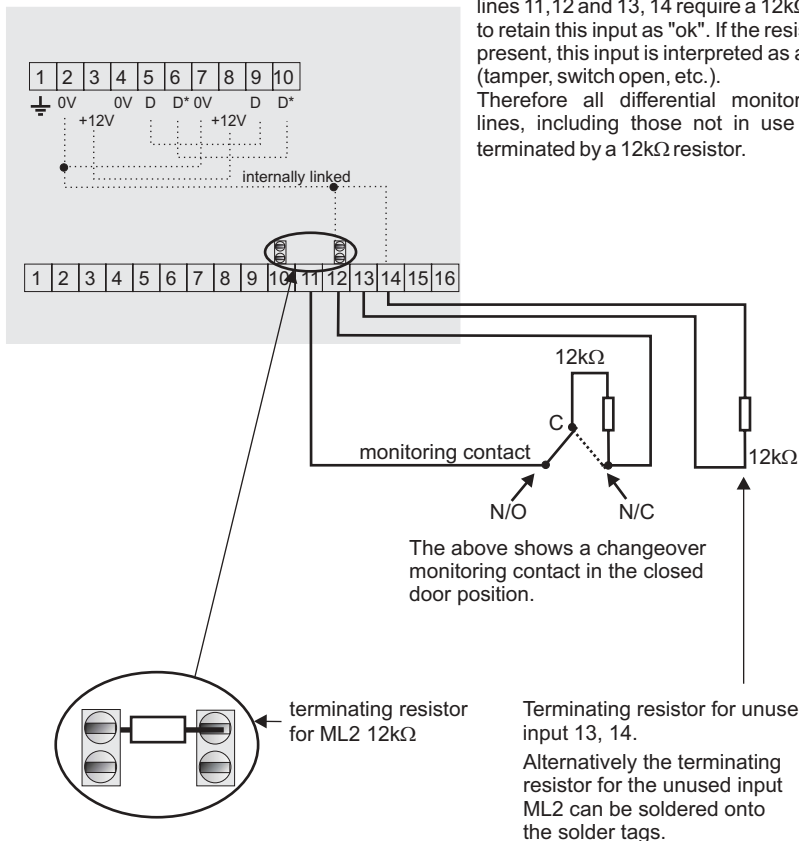 lines 11,12 and 13, 14 require a 12kΩ
to retain this input as "ok". If the
present, this input is interpreted as
(tamper, switch open, etc.).
Therefore all differential
lines, including those not in use
terminated by a 12kΩ resistor.
1 2 3 4 5 6 7 8 9 10
0V 0V D D* 0V D D*
+12V +12V
internally linked
1 2 3 4 5 6 7 8 9 10 11 12 13 14 15 16
12kΩ
C
monitoring contact
12kΩ
N/O N/C
The above shows a changeover
monitoring contact in the closed
door position.
terminating resistor
for ML2 12kΩ
Terminating resistor for
input 13, 14.
Alternatively the terminating
resistor for the unused input
ML2 can be soldered onto
the solder tags.